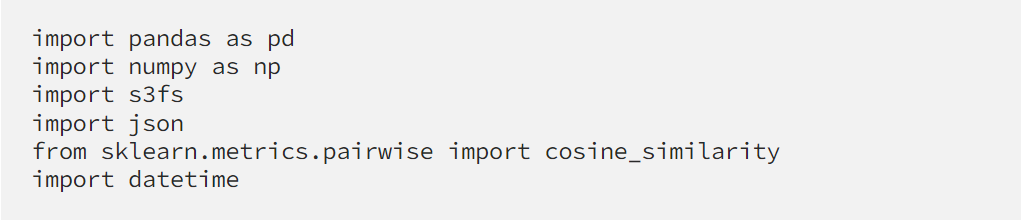 import pandas as pd
import numpy as np
import s3fs
import json
from sklearn.metrics.pairwise import cosine_similarity
import datetime